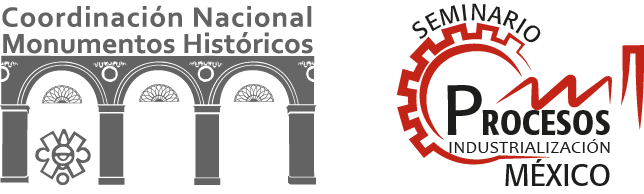 Coordinación Nacional
Monumentos Históricos
SEMINARIO
PROCESOS
INDUSTRIALIZACIÓN
MÉXICO